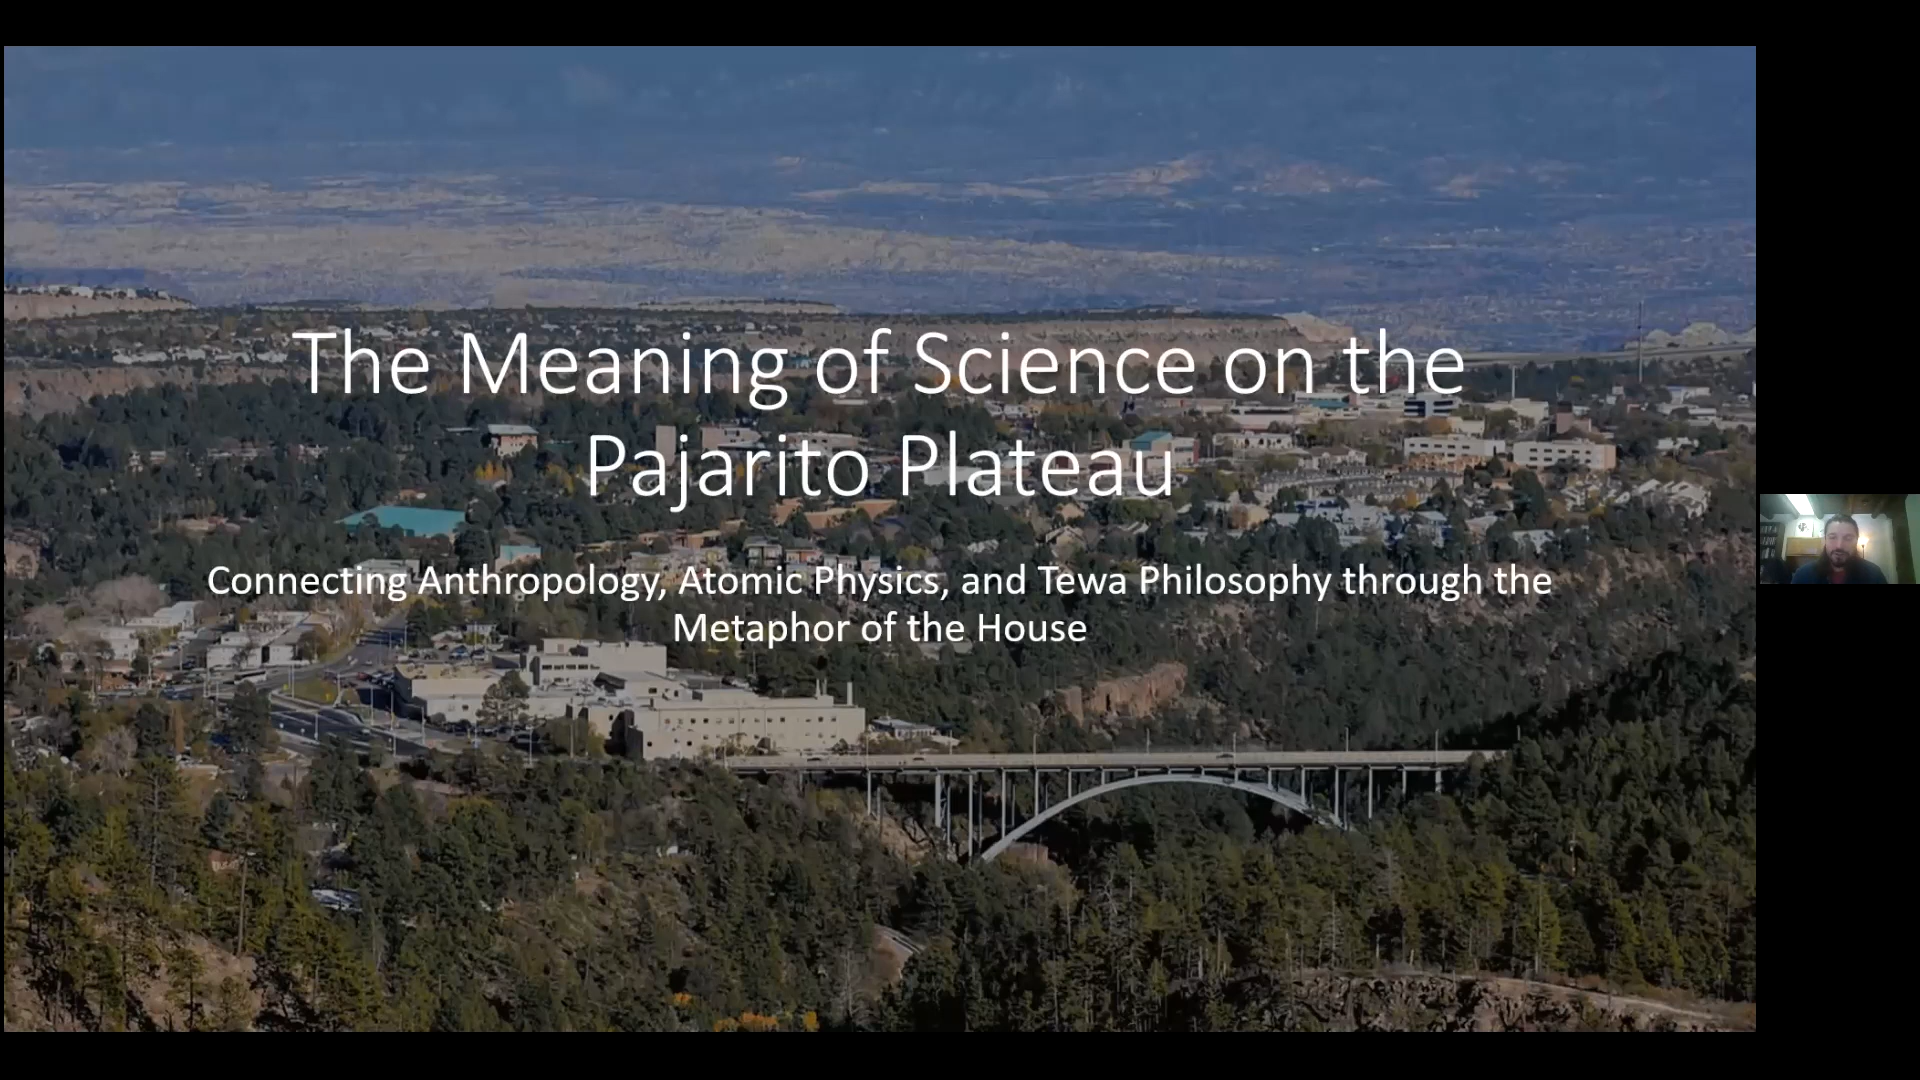 The Meaning of Science on the
Pajarito Plateau
Connecting Anthropology, Atomic Physics, and Tewa Philosophy through the
Metaphor of the House